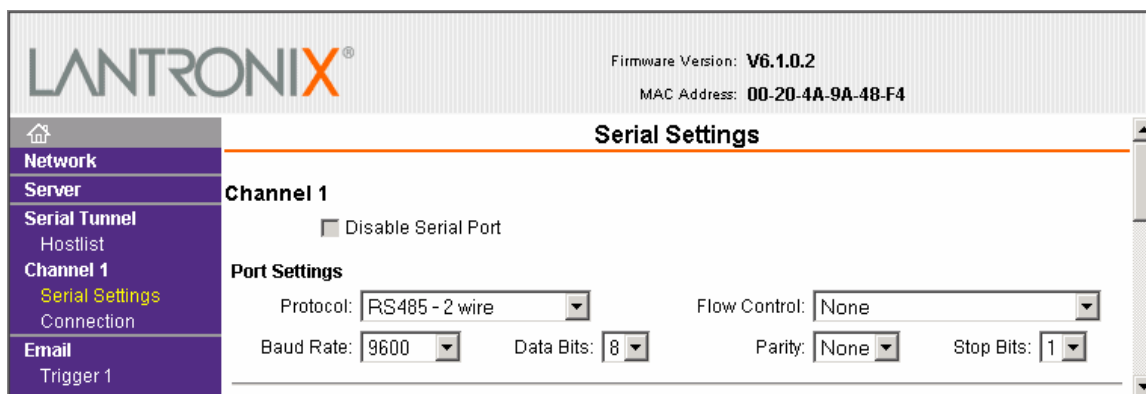 LANTRONIX®
Firmware Version: V6.1.0.2
MAC Address: 00-20-4A-9A-48-F4
Network
Server
Serial Tunnel
Hostlist
Channel 1
Serial Settings
Connection
Email
Trigger 1
Serial Settings
Channel 1
Disable Serial Port
Port Settings
Protocol: RS485 - 2 wire Flow Control: None
Baud Rate: 9600 Data Bits: 8 Parity: None Stop Bits: 1